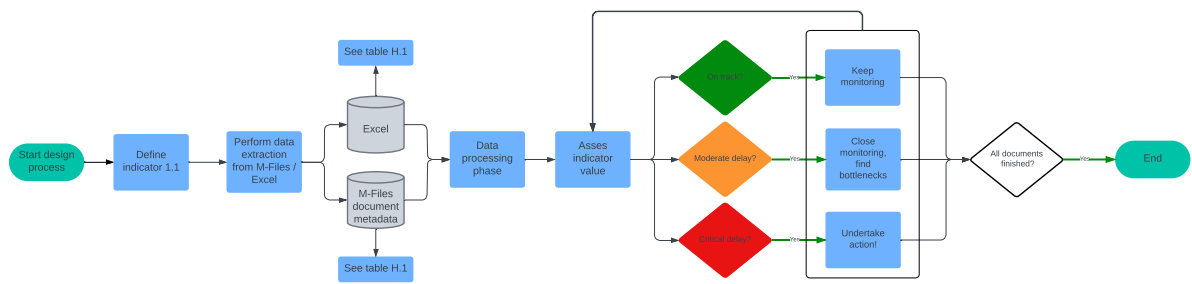 Start design
process
Define
indicator 1.1
Perform data
extraction
from M-Files /
Excel
See table H.1
Excel
M-Files
document
metadata
See table H.1
Data
processing
phase
Asses
indicator
value
On track?
Yes
Keep
monitoring
Moderate delay?
Yes
Close
monitoring,
find
bottlenecks
Critical delay?
Yes
Undertake
action!
All documents
finished?
Yes
End